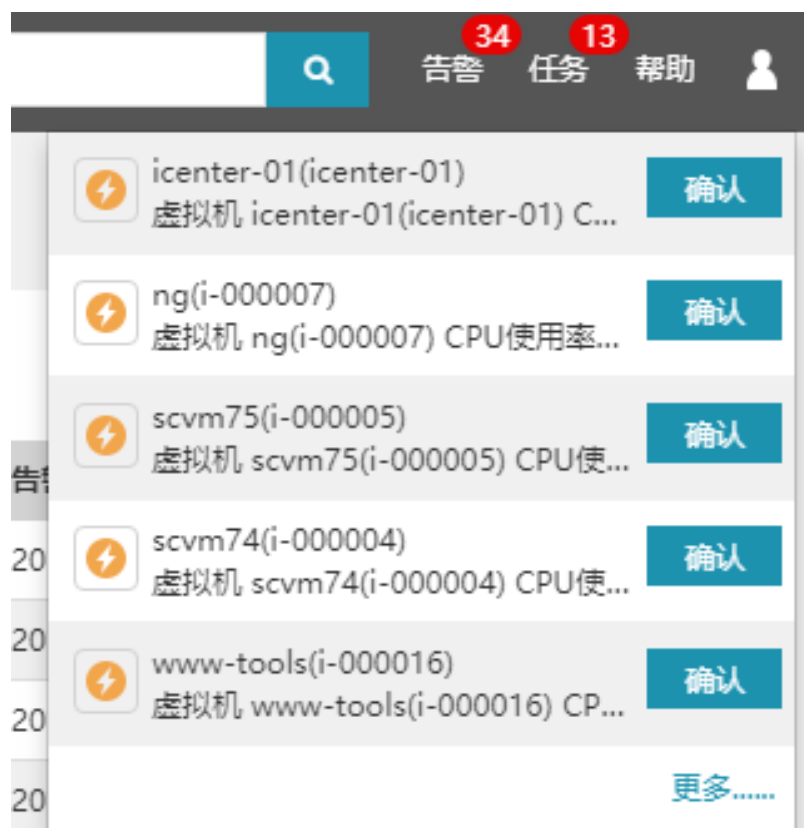 34 13
告警 任务 帮助
icenter-01(icenter-01)
虚拟机 icenter-01(icenter-01) C...
确认
ng(i-000007)
虚拟机 ng(i-000007) CPU使用率...
确认
scvm75(i-000005)
虚拟机 scvm75(i-000005) CPU使...
确认
scvm74(i-000004)
虚拟机 scvm74(i-000004) CPU使...
确认
www-tools(i-000016)
虚拟机 www-tools(i-000016) CP...
确认
更多......
告
20
20
20
20